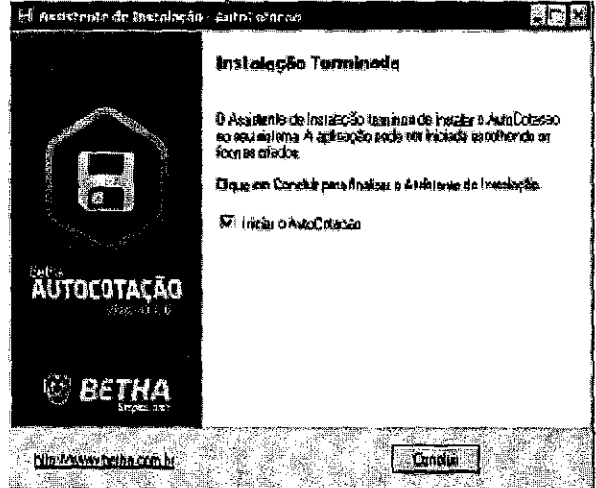 Assistente de Instalação - AutoCotacao
Instalação Terminada
O Assistente de Instalação terminou de instalar o AutoCotacao
no seu sistema. A aplicação pode ser iniciada escolhendo os
ícones criados.
Clique em Concluir para finalizar o Assistente de Instalação.
Iniciar o AutoCotacao
Betha
AUTOCOTAÇÃO
BETHA
http://www.betha.com.br
Concluir